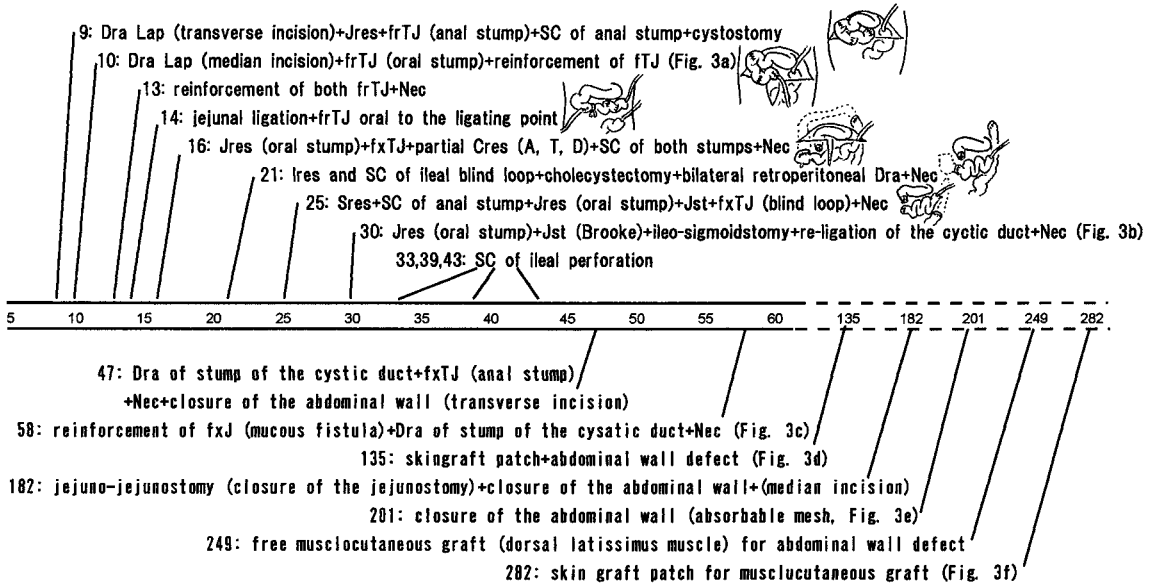 9: Dra Lap (transverse incision)+Jres+frTJ (anal stump)+SC of anal stump+cystostomy
10: Dra Lap (median incision)+frTJ (oral stump)+reinforcement of fTJ (Fig. 3a)
13: reinforcement of both frTJ+Nec
14: jejunal ligation+frTJ oral to the ligating point
16: Jres (oral stump)+fxTJ+partial Cres (A, T, D)+SC of both stumps+Nec
21: Ires and SC of ileal blind loop+cholecystectomy+bilateral retroperitoneal Dra+Nec
25: Sres+SC of anal stump+Jres (oral stump)+Jst+fxTJ (blind loop)+Nec
30: Jres (oral stump)+Jst (Brooke)+ileo-sigmoidstomy+re-ligation of the cyctic duct+Nec (Fig. 3b)
33,39,43: SC of ileal perforation
5 10 15 20 25 30 35 40 45 50 55 60 135 182 201 249 282
47: Dra of stump of the cystic duct+fxTJ (anal stump)
+Nec+closure of the abdominal wall (transverse incision)
58: reinforcement of fxJ (mucous fistula)+Dra of stump of the cysatic duct+Nec (Fig. 3c)
135: skingraft patch+abdominal wall defect (Fig. 3d)
182: jejuno-jejunostomy (closure of the jejunostomy)+closure of the abdominal wall+(median incision)
201: closure of the abdominal wall (absorbable mesh, Fig. 3e)
249: free musclocutaneous graft (dorsal latissimus muscle) for abdominal wall defect
282: skin graft patch for musclucutaneous graft (Fig. 3f)